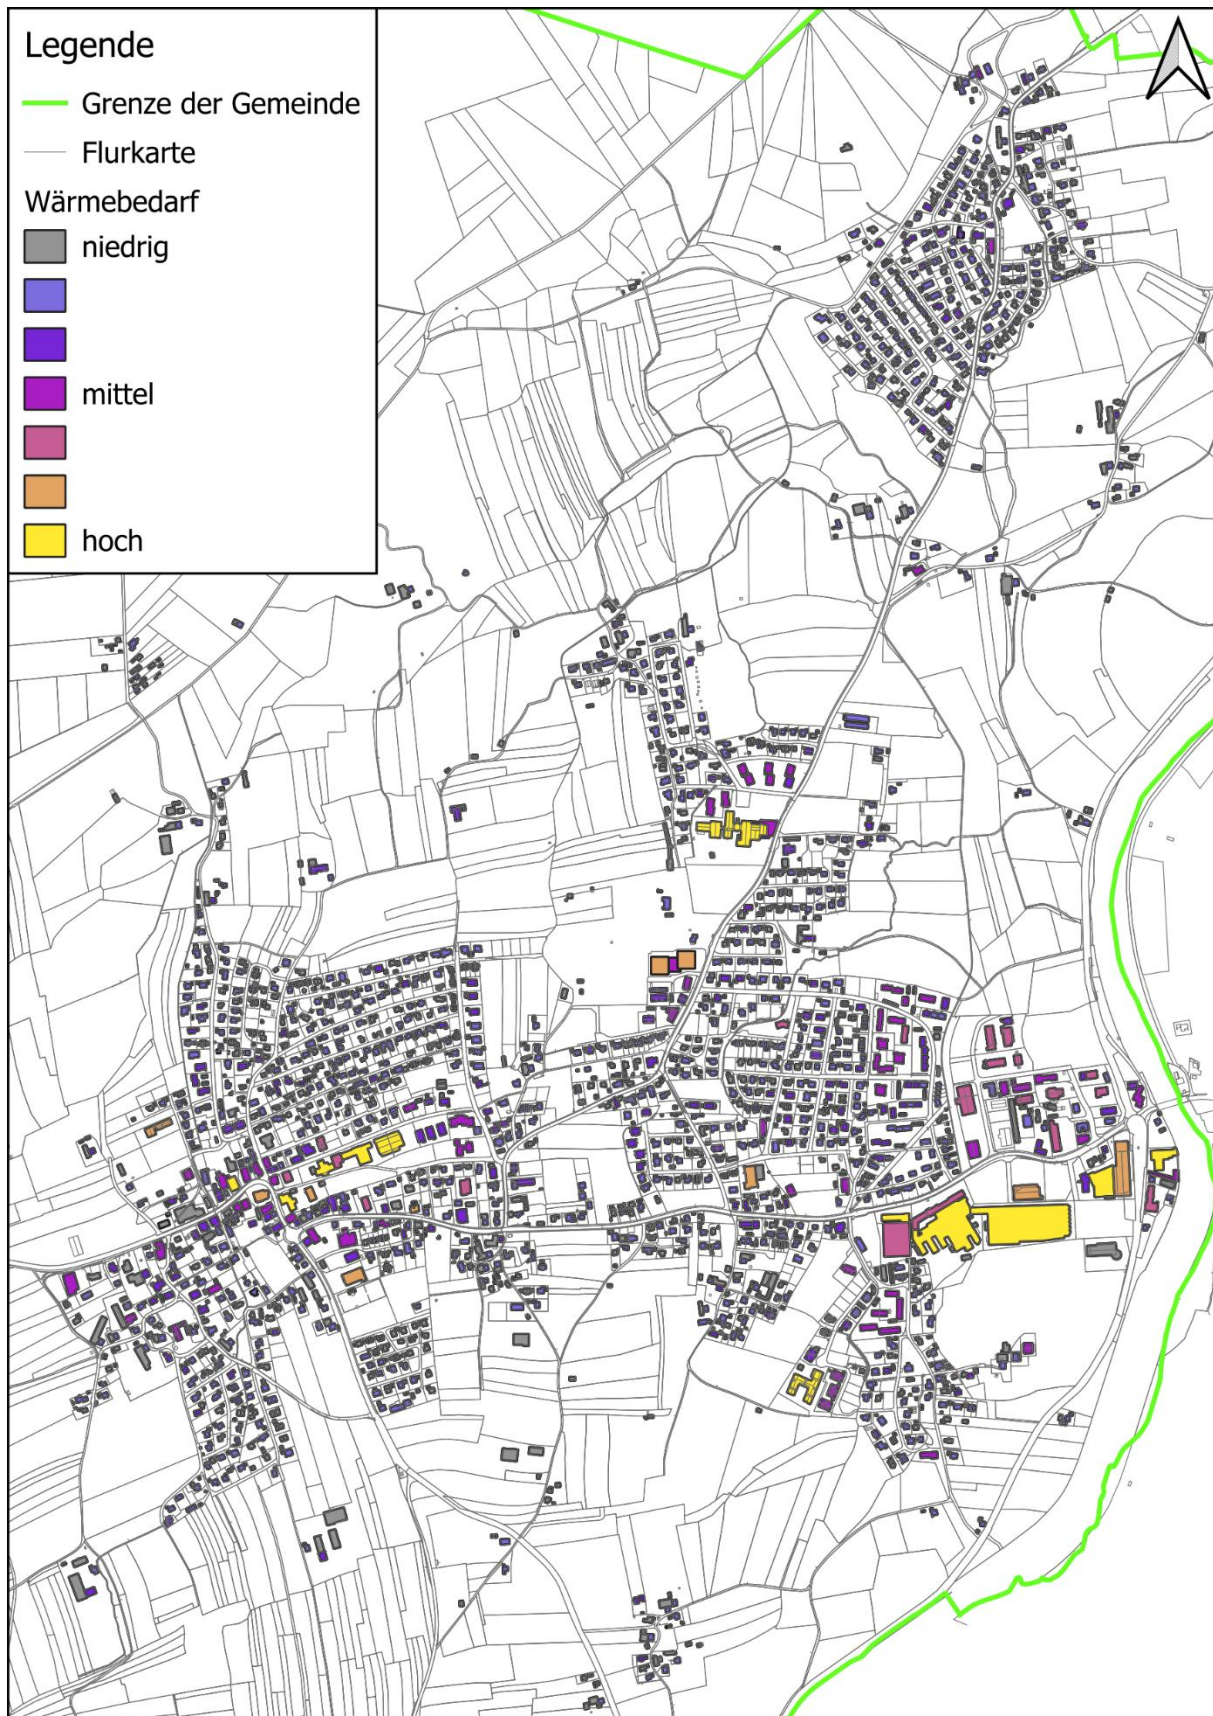 Legende
Grenze der Gemeinde
Flurkarte
Wärmebedarf
niedrig
mittel
hoch